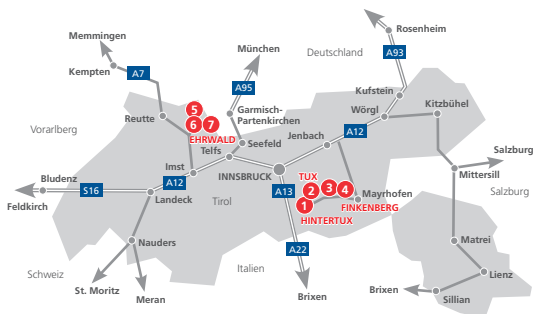 Rosenheim
Memmingen
München
Deutschland
A93
Kempten
A7
A95
Kufstein
5
Garmisch-
Partenkirchen
Wörgl
Kitzbühel
Reutte
6
7
Vorarlberg
EHRWALD
Jenbach
A12
Telfs
Seefeld
Salzburg
Imst
Mittersill
Bludenz
A12
INNSBRUCK
TUX
S16
A13
2
3
4
Mayrhofen
Salzburg
Feldkirch
Landeck
Tirol
1
FINKENBERG
HINTERTUX
Nauders
A22
Matrei
Schweiz
Italien
Lienz
St. Moritz
Meran
Brixen
Brixen
Sillian